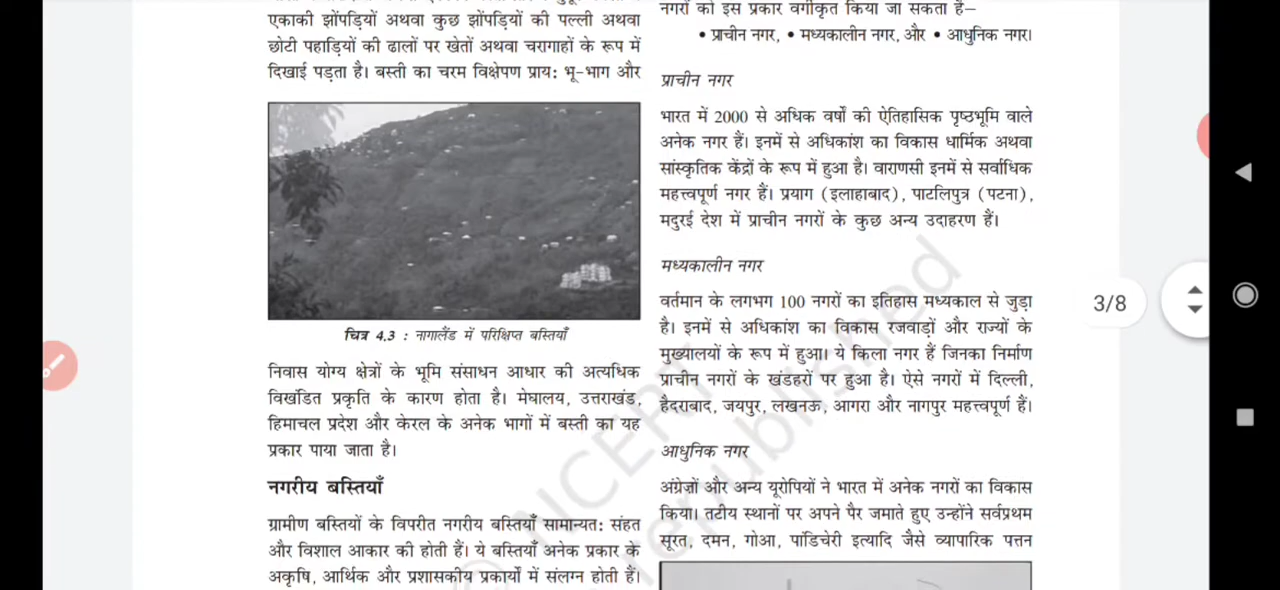 एकाकी झोंपड़ियों अथवा कुछ झोंपड़ियों की पल्ली अथवा
छोटी पहाड़ियों की ढालों पर खेतों अथवा चरागाहों के रूप में
दिखाई पड़ता है। बस्ती का चरम विक्षेपण प्राय: भू-भाग और
चित्र 4.3 : नागालैंड में परिक्षिप्त बस्तियाँ
निवास योग्य क्षेत्रों के भूमि संसाधन आधार की अत्यधिक
विखंडित प्रकृति के कारण होता है। मेघालय, उत्तराखंड,
हिमाचल प्रदेश और केरल के अनेक भागों में बस्ती का यह
प्रकार पाया जाता है।
नगरीय बस्तियाँ
ग्रामीण बस्तियों के विपरीत नगरीय बस्तियाँ सामान्यत: संहत
और विशाल आकार की होती हैं। ये बस्तियाँ अनेक प्रकार के
अकृषि, आर्थिक और प्रशासकीय प्रकार्यों में संलग्न होती हैं।
नगरों को इस प्रकार वर्गीकृत किया जा सकता है–
• प्राचीन नगर, • मध्यकालीन नगर, और • आधुनिक नगर।
प्राचीन नगर
भारत में 2000 से अधिक वर्षों की ऐतिहासिक पृष्ठभूमि वाले
अनेक नगर हैं। इनमें से अधिकांश का विकास धार्मिक अथवा
सांस्कृतिक केंद्रों के रूप में हुआ है। वाराणसी इनमें से सर्वाधिक
महत्त्वपूर्ण नगर हैं। प्रयाग (इलाहाबाद), पाटलिपुत्र (पटना),
मदुरई देश में प्राचीन नगरों के कुछ अन्य उदाहरण हैं।
मध्यकालीन नगर
वर्तमान के लगभग 100 नगरों का इतिहास मध्यकाल से जुड़ा
है। इनमें से अधिकांश का विकास रजवाड़ों और राज्यों के
मुख्यालयों के रूप में हुआ। ये किला नगर हैं जिनका निर्माण
प्राचीन नगरों के खंडहरों पर हुआ है। ऐसे नगरों में दिल्ली,
हैदराबाद, जयपुर, लखनऊ, आगरा और नागपुर महत्त्वपूर्ण हैं।
आधुनिक नगर
अंग्रेजों और अन्य यूरोपियों ने भारत में अनेक नगरों का विकास
किया। तटीय स्थानों पर अपने पैर जमाते हुए उन्होंने सर्वप्रथम
सूरत, दमन, गोआ, पांडिचेरी इत्यादि जैसे व्यापारिक पत्तन
3/8
© NCERT
republished